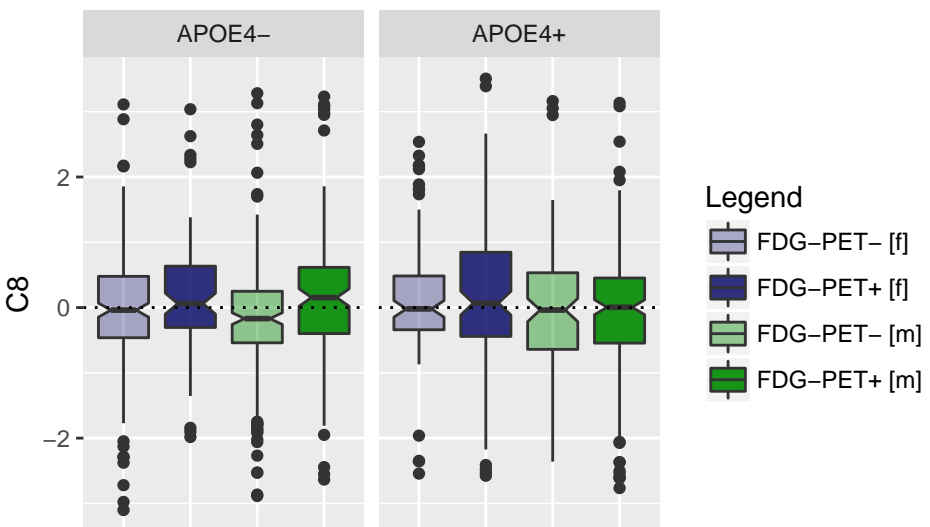 APOE4−
APOE4+
2
0
−2
C8
Legend
FDG−PET− [f]
FDG−PET+ [f]
FDG−PET− [m]
FDG−PET+ [m]